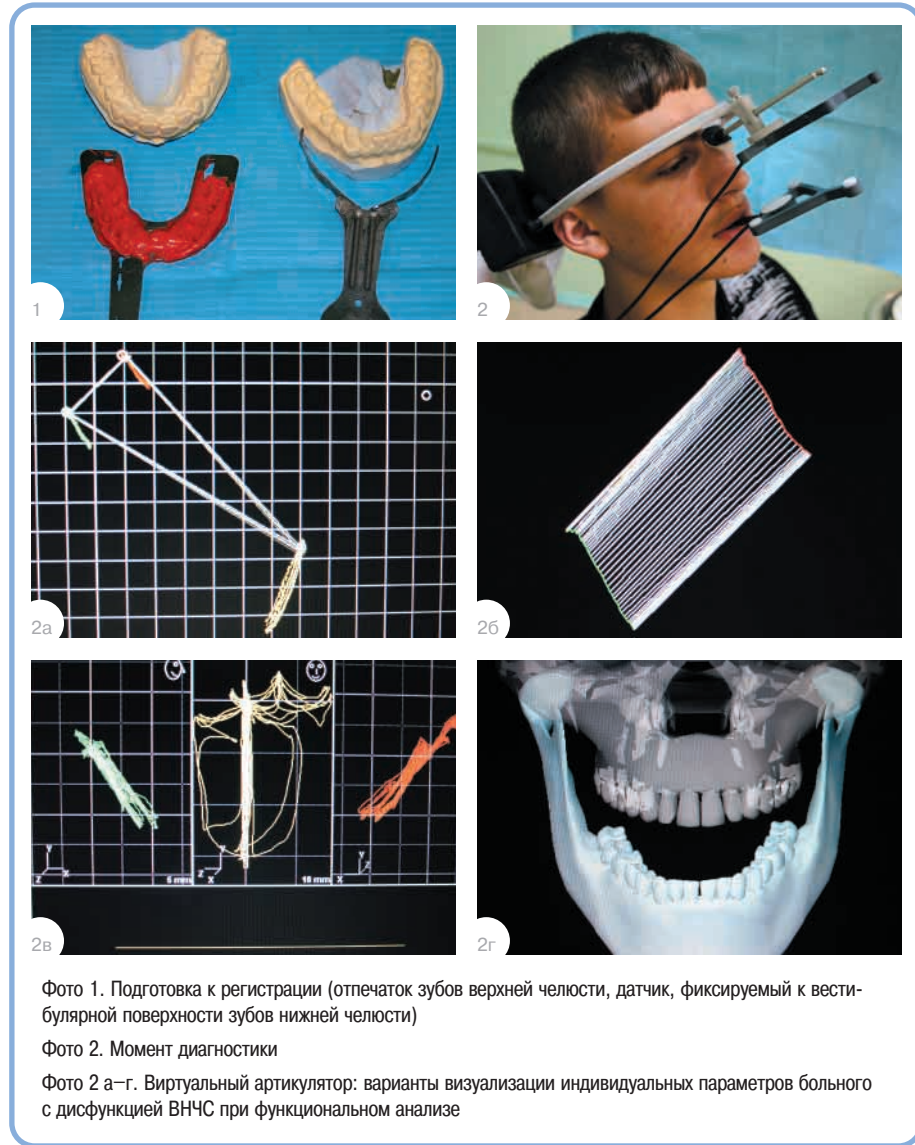 1
2
2а
2б
Y
Z
X
5 mm
Y
Z
X
18 mm
Y
X
2в
2г
Фото 1. Подготовка к регистрации (отпечаток зубов верхней челюсти, датчик, фиксируемый к вести-
булярной поверхности зубов нижней челюсти)
Фото 2. Момент диагностики
Фото 2 а–г. Виртуальный артикулятор: варианты визуализации индивидуальных параметров больного
с дисфункцией ВНЧС при функциональном анализе